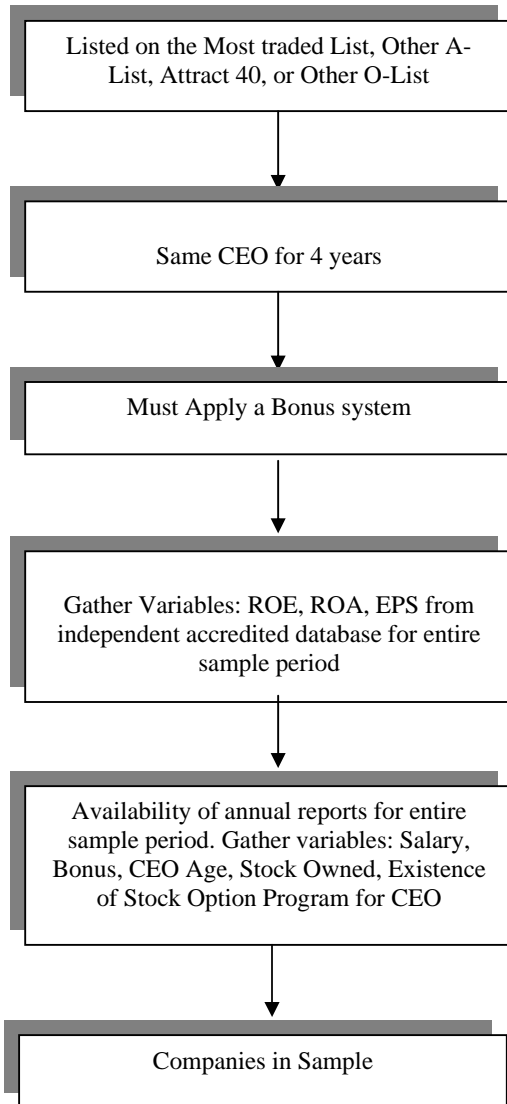 Listed on the Most traded List, Other A-
List, Attract 40, or Other O-List
Same CEO for 4 years
Must Apply a Bonus system
Gather Variables: ROE, ROA, EPS from
independent accredited database for entire
sample period
Availability of annual reports for entire
sample period. Gather variables: Salary,
Bonus, CEO Age, Stock Owned, Existence
of Stock Option Program for CEO
Companies in Sample